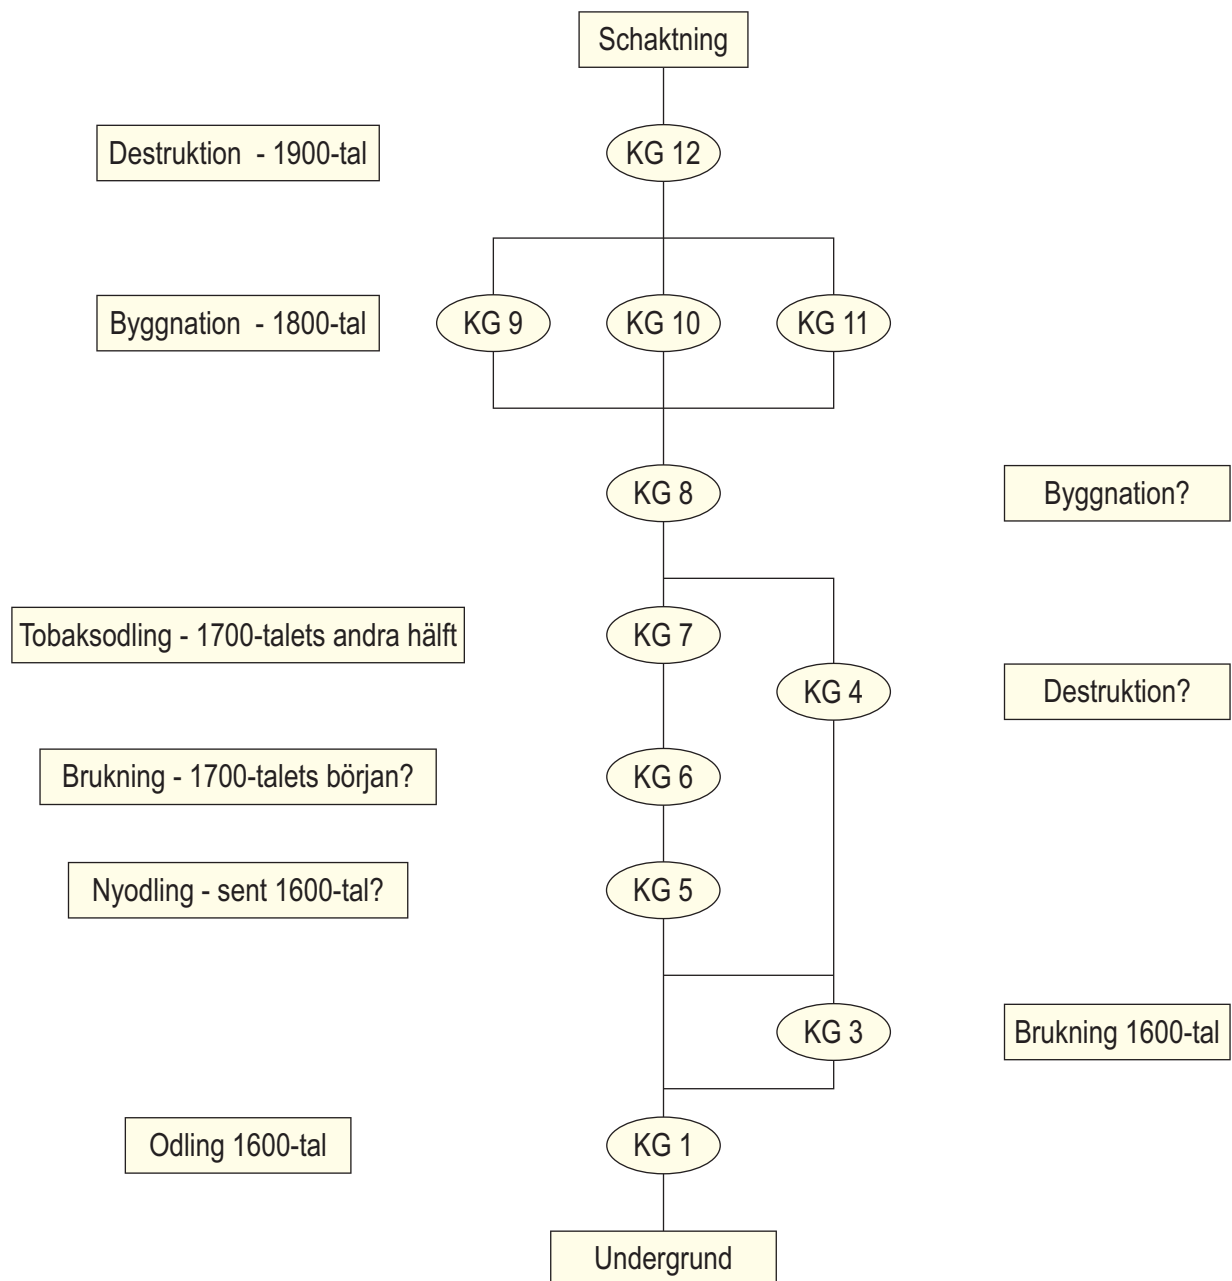 Schaktning
Destruktion - 1900-tal
KG 12
Byggnation - 1800-tal
KG 9
KG 10
KG 11
KG 8
Byggnation?
Tobaksodling - 1700-talets andra hälft
KG 7
KG 4
Destruktion?
Brukning - 1700-talets början?
KG 6
Nyodling - sent 1600-tal?
KG 5
KG 3
Brukning 1600-tal
Odling 1600-tal
KG 1
Undergrund